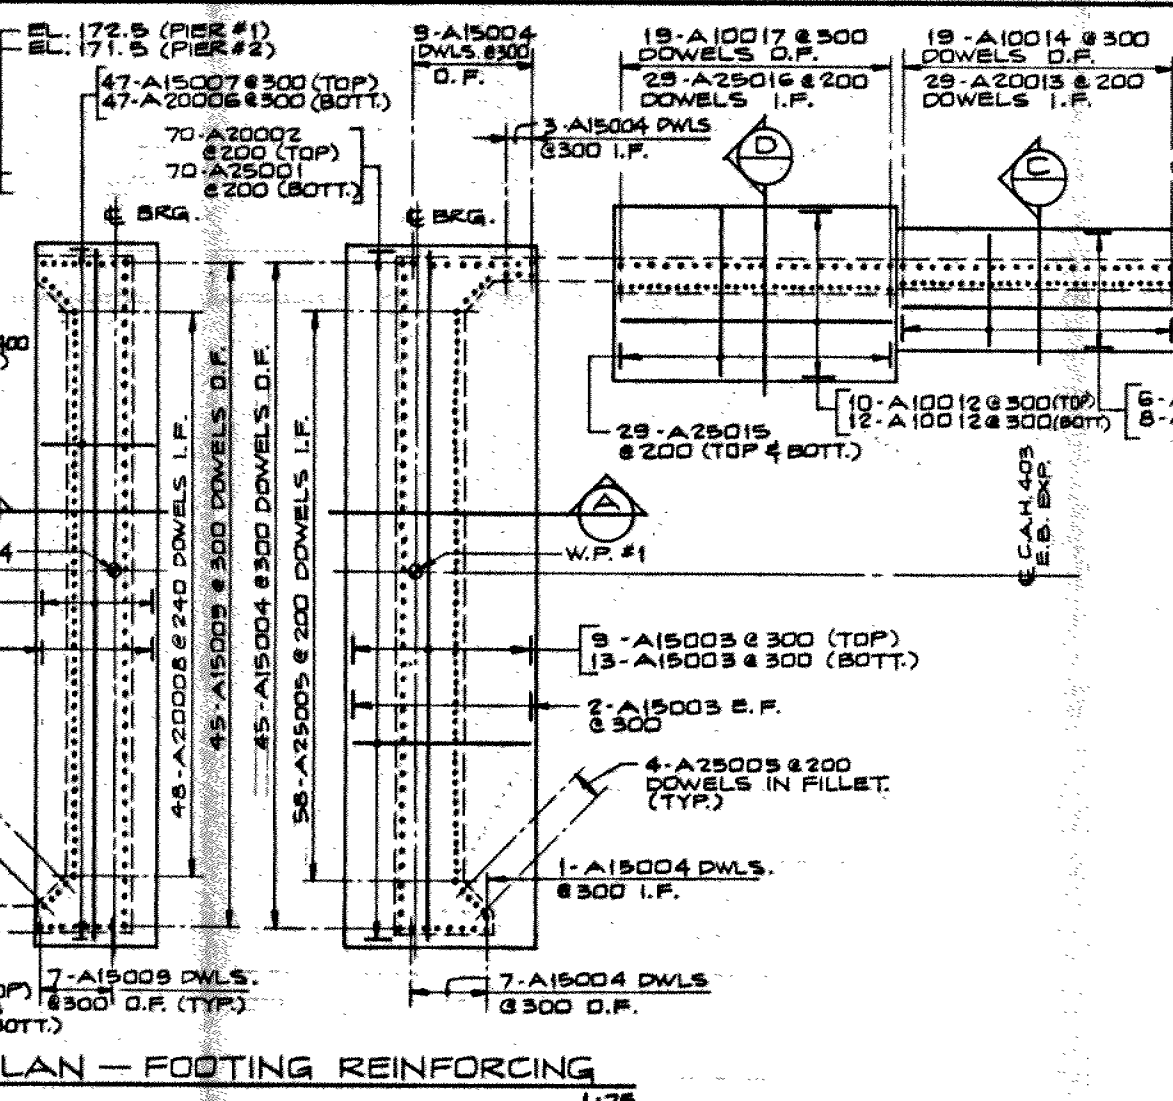 EL. 172.5 (PIER #1)
EL. 171.5 (PIER #2)
47-A15007 @ 300 (TOP)
47-A20006 @ 300 (BOTT.)
70-A20002
@ 200 (TOP)
70-A25001
@ 200 (BOTT.)
℄ BRG.
℄ BRG.
9-A15004
DWLS. @300
O.F.
3-A15004 DWLS
@300 I.F.
19-A10017 @ 300
DOWELS O.F.
29-A25016 @ 200
DOWELS I.F.
19-A10014 @ 300
DOWELS O.F.
29-A20013 @ 200
DOWELS I.F.
D
C
10-A10012 @ 300 (TOP)
12-A10012 @ 300 (BOTT.)
29-A25015
@ 200 (TOP & BOTT.)
℄ C.A.H. 403
E.B. EXP.
A
W.P. #1
48-A20008 @ 240 DOWELS I.F.
45-A15009 @ 300 DOWELS O.F.
45-A15004 @ 300 DOWELS O.F.
58-A25005 @ 200 DOWELS I.F.
9-A15003 @ 300 (TOP)
13-A15003 @ 300 (BOTT.)
2-A15003 E.F.
@ 300
4-A25005 @ 200
DOWELS IN FILLET.
(TYP.)
1-A15004 DWLS.
@ 300 I.F.
7-A15009 DWLS.
@300 O.F. (TYP.)
7-A15004 DWLS
@ 300 O.F.
LAN — FOOTING REINFORCING